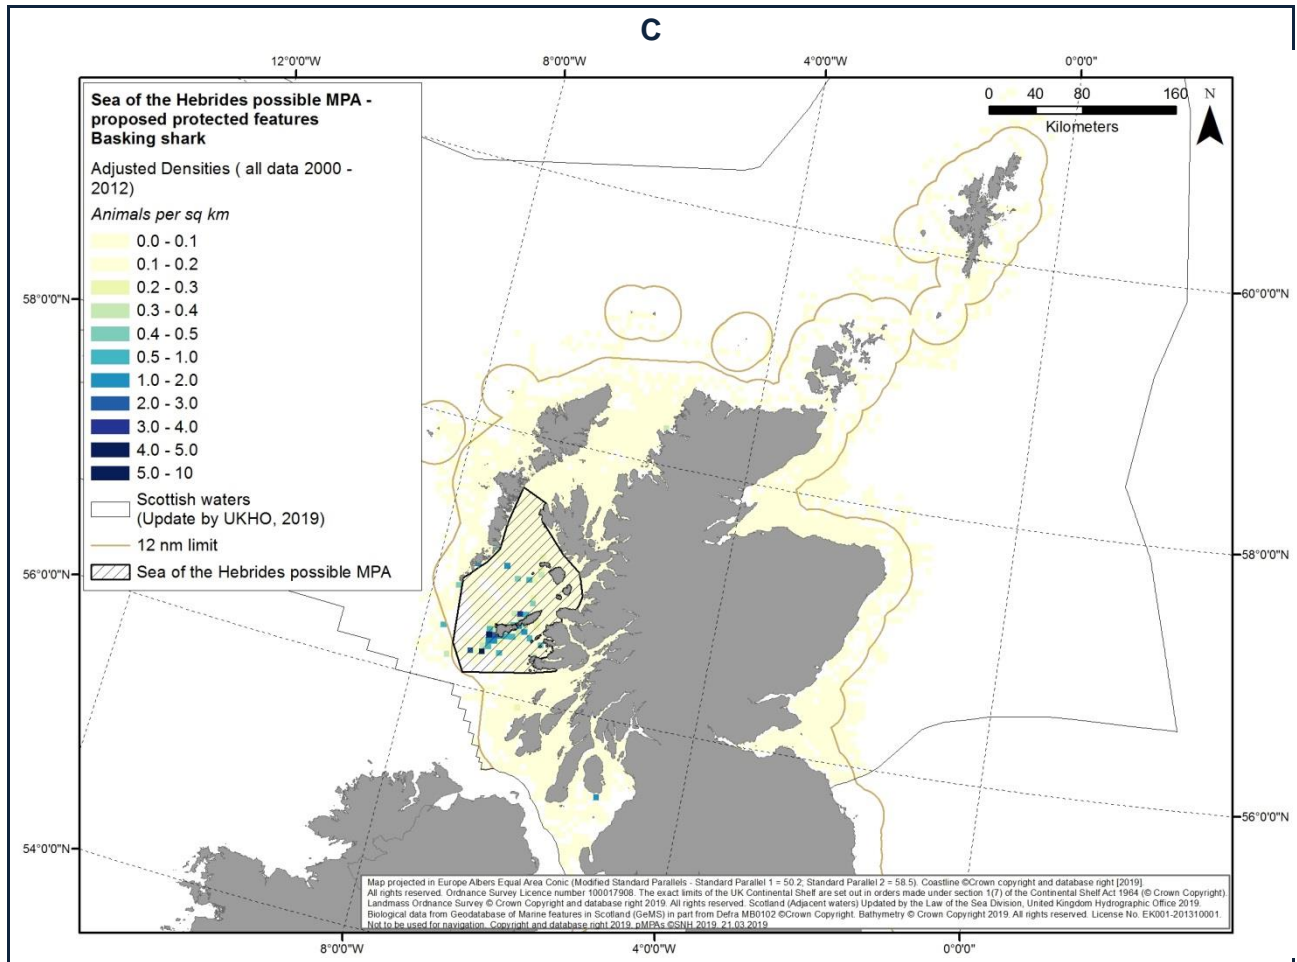 C
12°0'0"W
8°0'0"W
4°0'0"W
0°0'0"
Sea of the Hebrides possible MPA -
proposed protected features
Basking shark
Adjusted Densities ( all data 2000 -
2012)
Animals per sq km
0.0 - 0.1
0.1 - 0.2
0.2 - 0.3
0.3 - 0.4
0.4 - 0.5
0.5 - 1.0
1.0 - 2.0
2.0 - 3.0
3.0 - 4.0
4.0 - 5.0
5.0 - 10
Scottish waters
(Update by UKHO, 2019)
12 nm limit
Sea of the Hebrides possible MPA
0 40 80 160
Kilometers
N
58°0'0"N
56°0'0"N
54°0'0"N
60°0'0"N
58°0'0"N
56°0'0"N
Map projected in Europe Albers Equal Area Conic (Modified Standard Parallels - Standard Parallel 1 = 50.2; Standard Parallel 2 = 58.5). Coastline ©Crown copyright and database right [2019].
All rights reserved. Ordnance Survey Licence number 100017908. The exact limits of the UK Continental Shelf are set out in orders made under section 1(7) of the Continental Shelf Act 1964 (© Crown Copyright).
Landmass Ordnance Survey © Crown Copyright and database right 2019. All rights reserved. Scotland (Adjacent waters) Updated by the Law of the Sea Division, United Kingdom Hydrographic Office 2019.
Biological data from Geodatabase of Marine features in Scotland (GeMS) in part from Defra MB0102 ©Crown Copyright. Bathymetry © Crown Copyright 2019. All rights reserved. License No. EK001-201310001.
Not to be used for navigation. Copyright and database right 2019. pMPAs ©SNH 2019. 21.03.2019
8°0'0"W
4°0'0"W
0°0'0"W